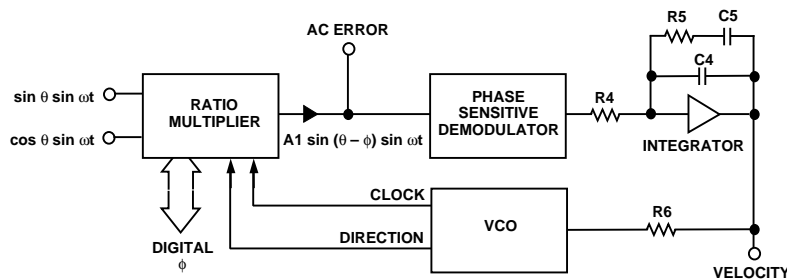 AC ERROR
R5
C5
C4
sin θ sin ωt
cos θ sin ωt
RATIO
MULTIPLIER
A1 sin (θ – ϕ) sin ωt
PHASE
SENSITIVE
DEMODULATOR
R4
INTEGRATOR
CLOCK
DIRECTION
VCO
R6
DIGITAL
ϕ
VELOCITY